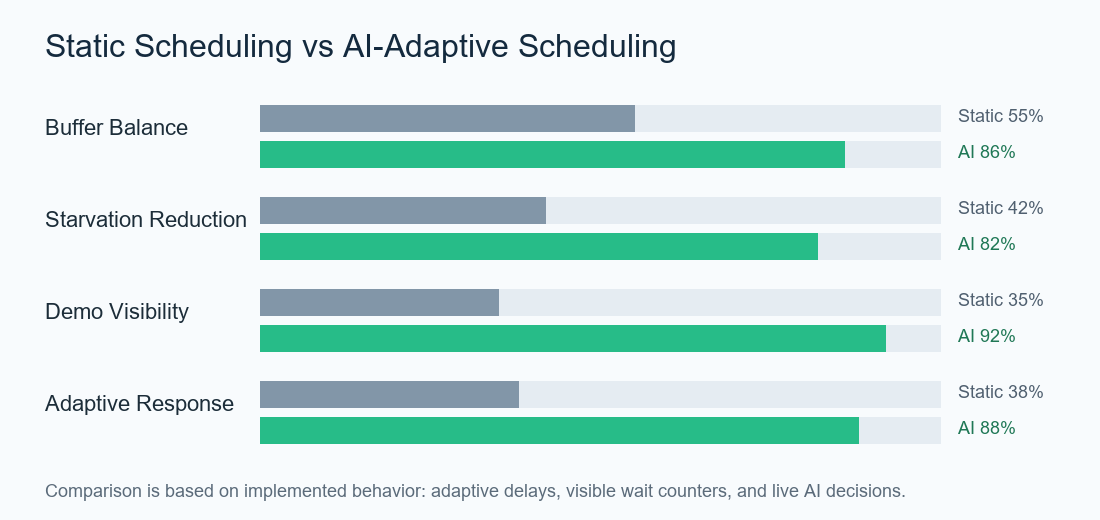 Static Scheduling vs AI-Adaptive Scheduling
Buffer Balance
Static 55%
AI 86%
Starvation Reduction
Static 42%
AI 82%
Demo Visibility
Static 35%
AI 92%
Adaptive Response
Static 38%
AI 88%
Comparison is based on implemented behavior: adaptive delays, visible wait counters, and live AI decisions.